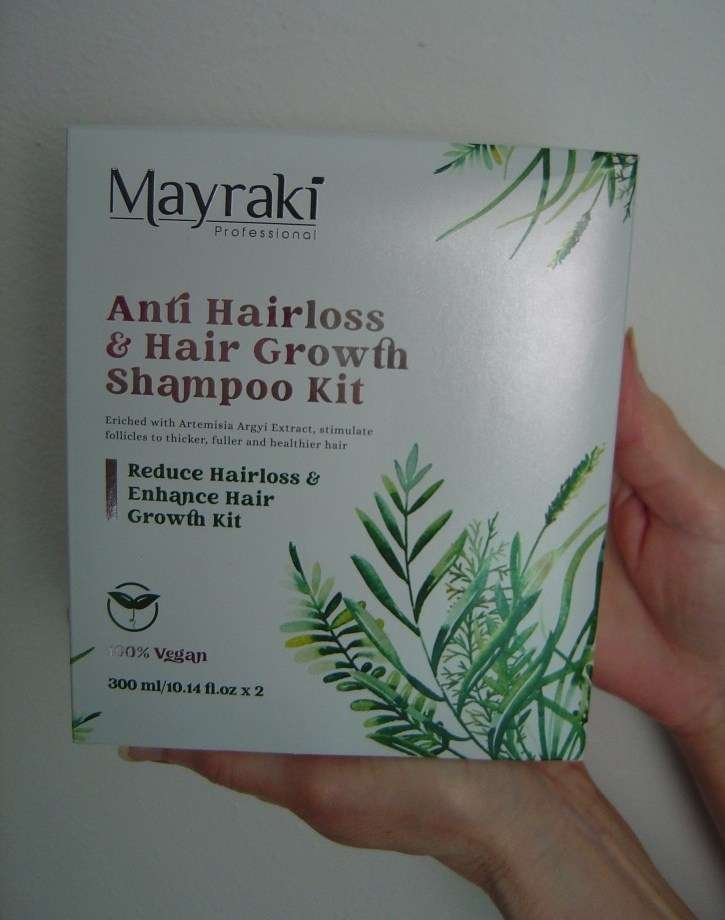 Mayraki
Professional
Anti Hairloss
& Hair Growth
Shampoo Kit
Eriched with Artemisia Argyi Extract, stimulate
follicles to thicker, fuller and healthier hair
Reduce Hairloss &
Enhance Hair
Growth Kit
100% Vegan
300 ml/10.14 fl.oz x 2